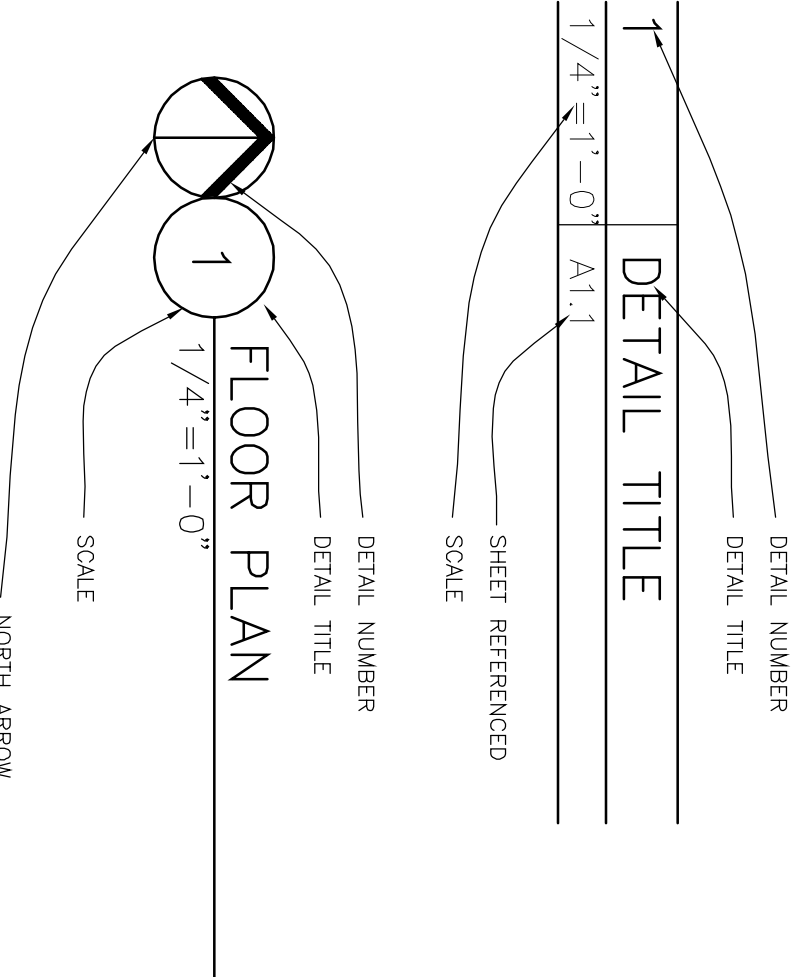 DETAIL NUMBER
DETAIL TITLE
1
DETAIL TITLE
1/4"=1'-0"
A1.1
SHEET REFERENCED
SCALE
DETAIL NUMBER
DETAIL TITLE
FLOOR PLAN
1
1/4"=1'-0"
SCALE
NORTH ARROW